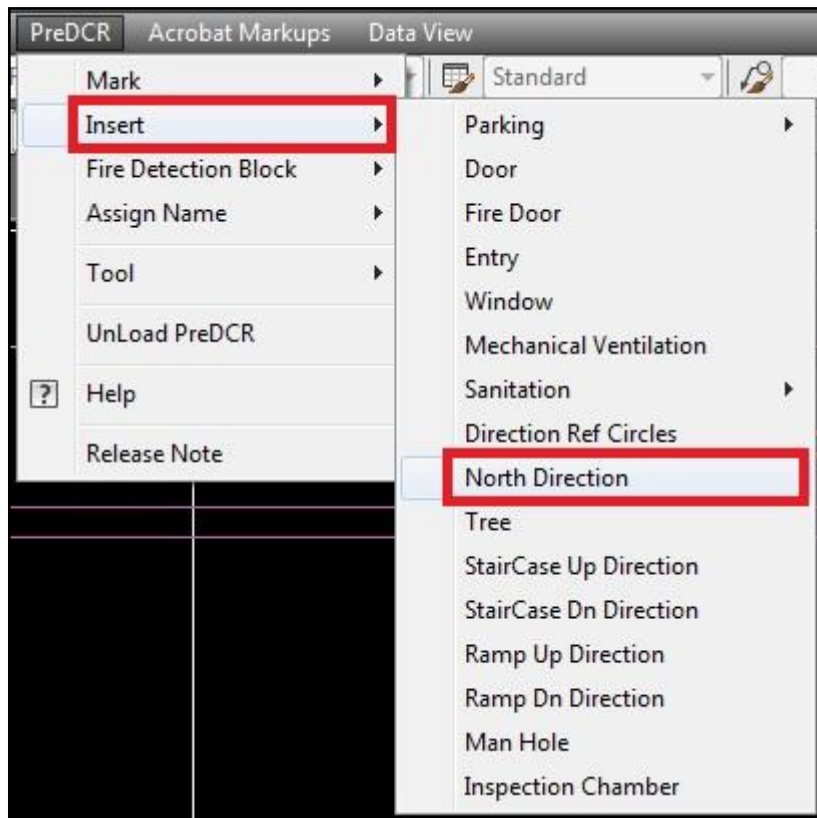 PreDCR Acrobat Markups Data View
Standard
Mark
Insert
Fire Detection Block
Assign Name
Tool
UnLoad PreDCR
? Help
Release Note
Parking
Door
Fire Door
Entry
Window
Mechanical Ventilation
Sanitation
Direction Ref Circles
North Direction
Tree
StairCase Up Direction
StairCase Dn Direction
Ramp Up Direction
Ramp Dn Direction
Man Hole
Inspection Chamber